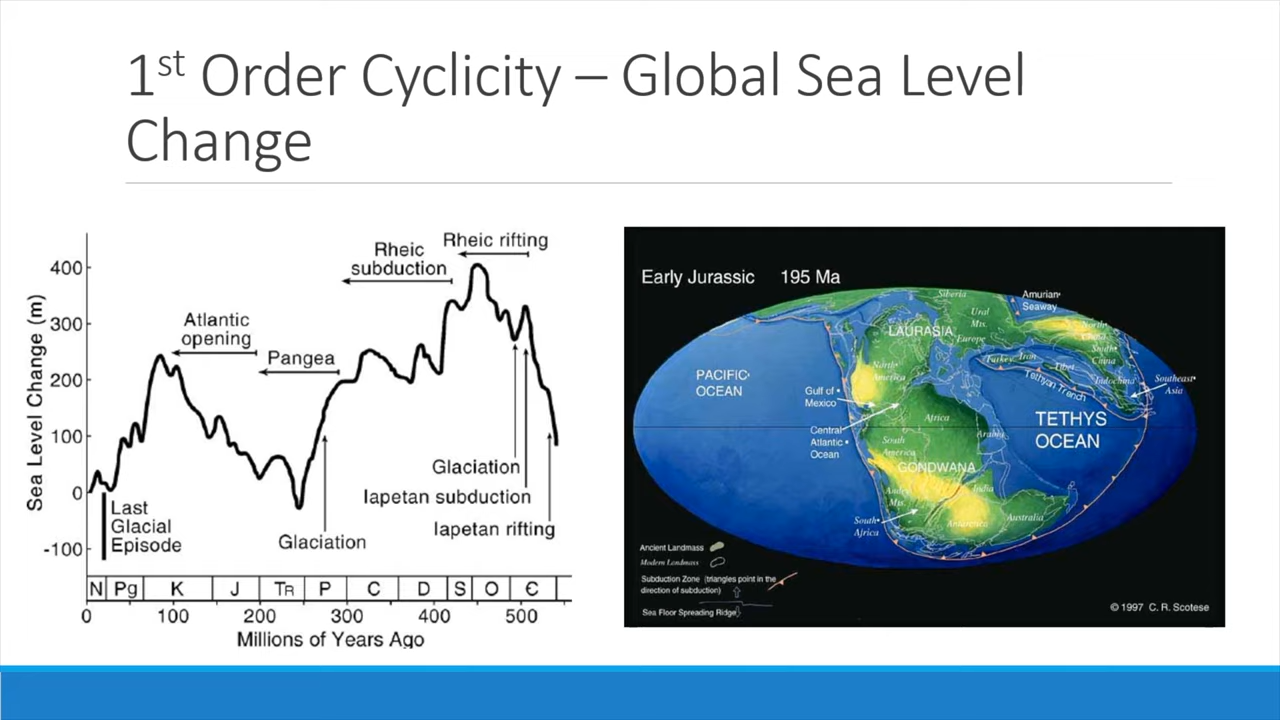 1st Order Cyclicity – Global Sea Level
Change
Sea Level Change (m)
400
300
200
100
0
-100
Rheic rifting
Rheic
subduction
Atlantic
opening
Pangea
Glaciation
Iapetan subduction
Iapetan rifting
Last
Glacial
Episode
Glaciation
N Pg K J TR P C D S O Є
0 100 200 300 400 500
Millions of Years Ago
Early Jurassic 195 Ma
Siberia
Amurian
Seaway
Ural
Mts.
LAURASIA
Europe
North
China
South
China
Turkey
Iran
Tibet
Indochina
Southeast
Asia
Tethyan Trench
PACIFIC
OCEAN
North
America
Gulf of
Mexico
Africa
TETHYS
OCEAN
Central
Atlantic
Ocean
South
America
Arabia
GONDWANA
Andes
Mts.
India
South
Africa
Antarctica
Australia
Ancient Landmass
Modern Landmass
Subduction Zone (triangles point in the
direction of subduction)
Sea Floor Spreading Ridge
© 1997 C. R. Scotese